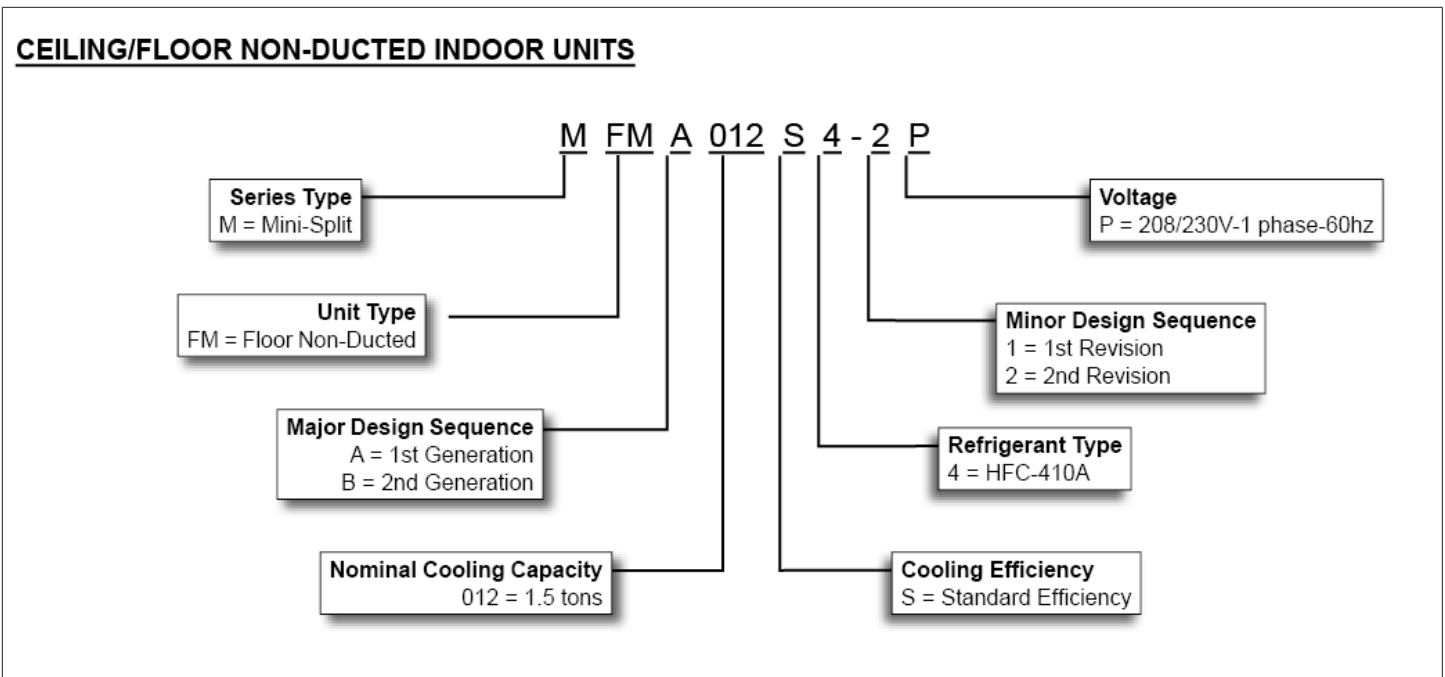 CEILING/FLOOR NON-DUCTED INDOOR UNITS
M FM A 012 S 4 - 2 P
Series Type
M = Mini-Split
Voltage
P = 208/230V-1 phase-60hz
Unit Type
FM = Floor Non-Ducted
Minor Design Sequence
1 = 1st Revision
2 = 2nd Revision
Major Design Sequence
A = 1st Generation
B = 2nd Generation
Refrigerant Type
4 = HFC-410A
Nominal Cooling Capacity
012 = 1.5 tons
Cooling Efficiency
S = Standard Efficiency